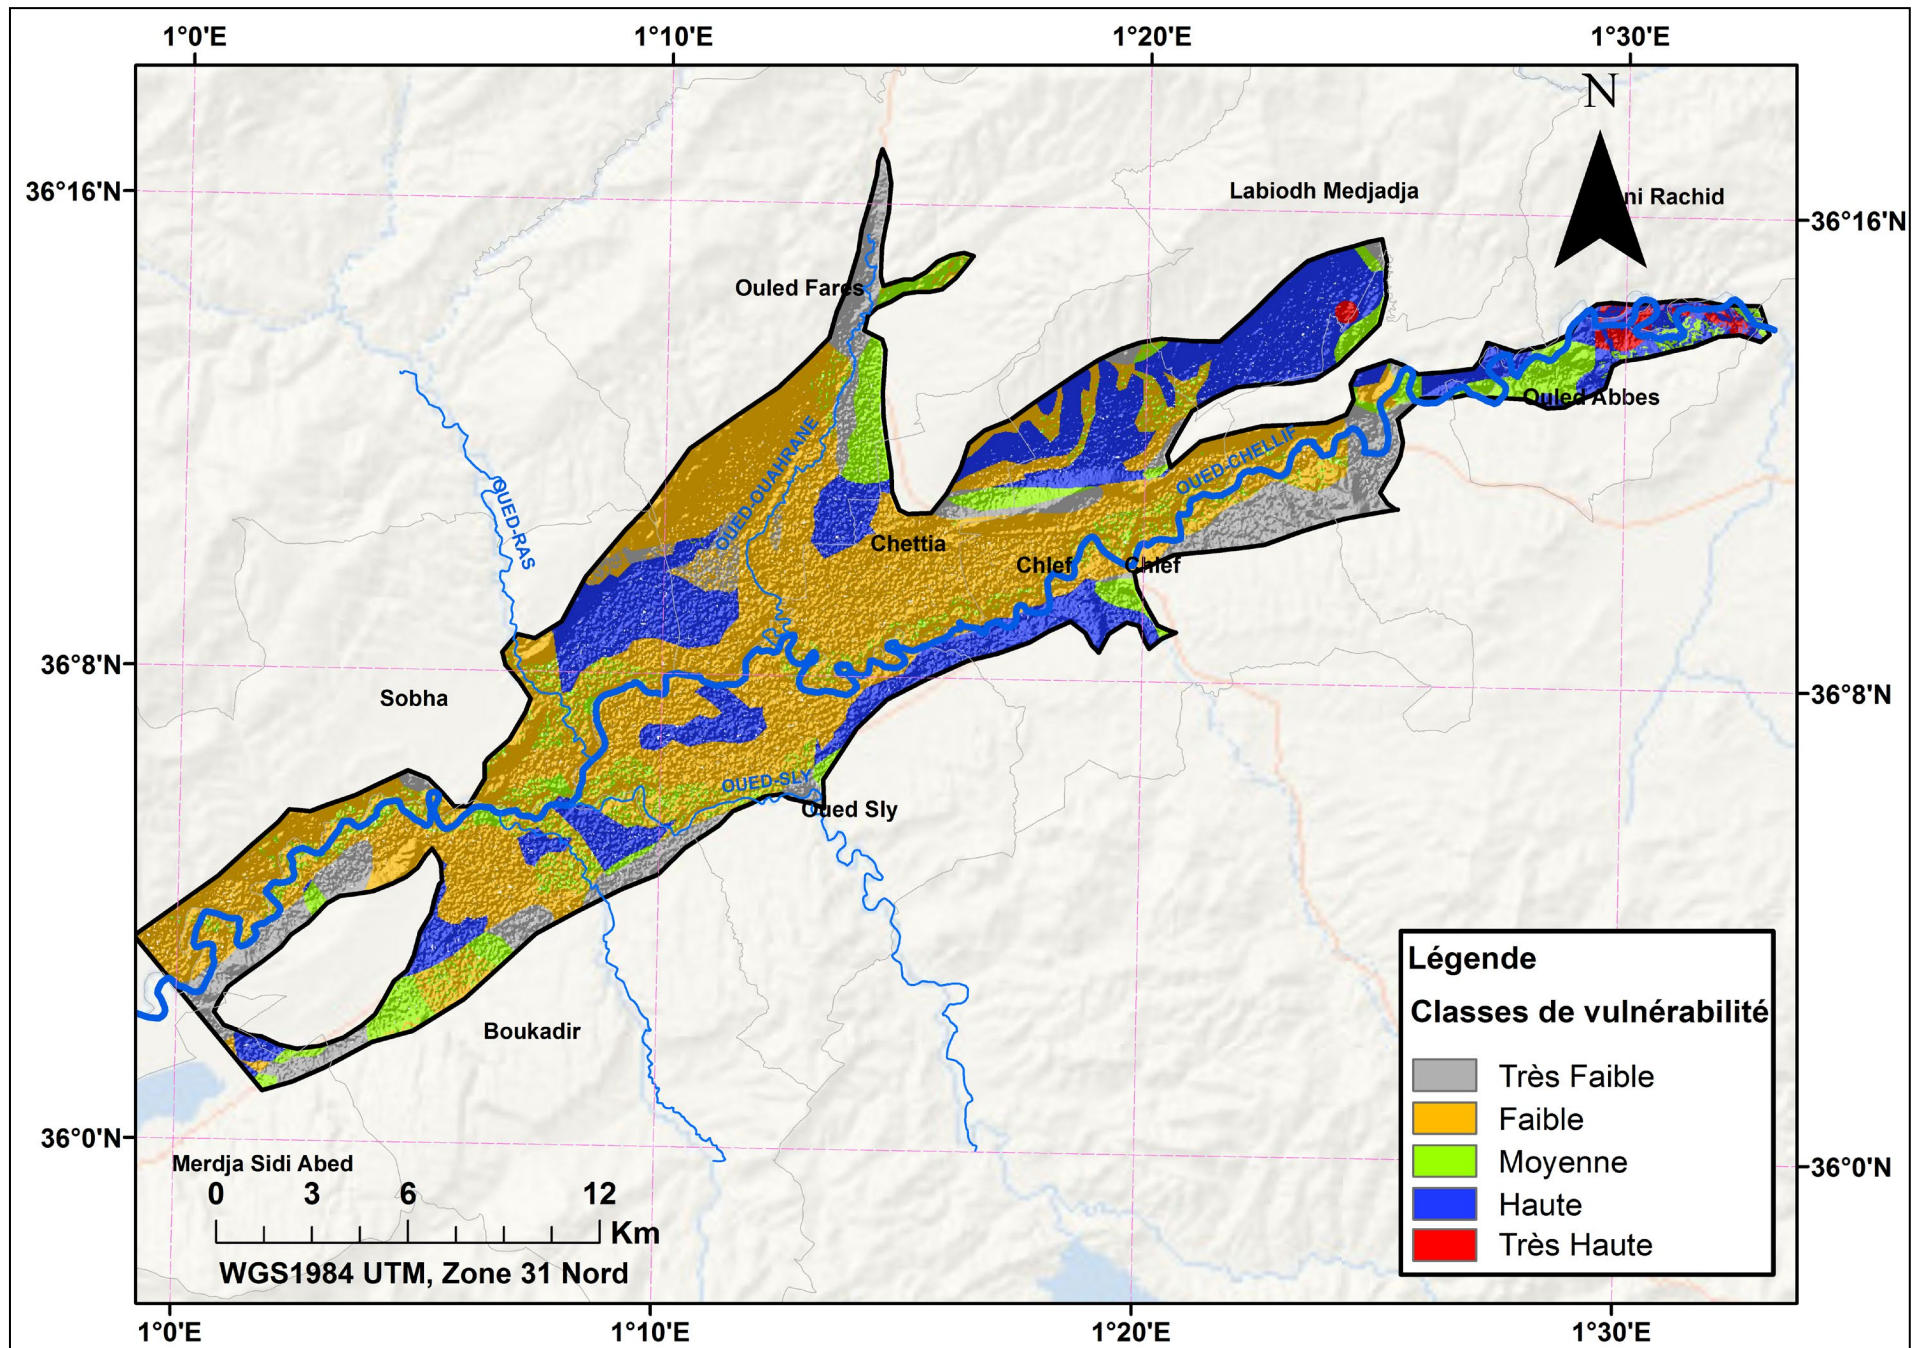 1°0'E 1°10'E 1°20'E 1°30'E
N
36°16'N
Labiodh Medjadja
ni Rachid
36°16'N
Ouled Fares
Ouled Abbes
OUED-OUAHRANE
OUED-CHELLIF
OUED-RAS
Chettia
Chlef
Chlef
36°8'N
Sobha
36°8'N
OUED-SLY
Oued Sly
Boukadir
Légende
Classes de vulnérabilité
Très Faible
Faible
Moyenne
Haute
Très Haute
36°0'N
36°0'N
Merdja Sidi Abed
0 3 6 12
Km
WGS1984 UTM, Zone 31 Nord
1°0'E 1°10'E 1°20'E 1°30'E